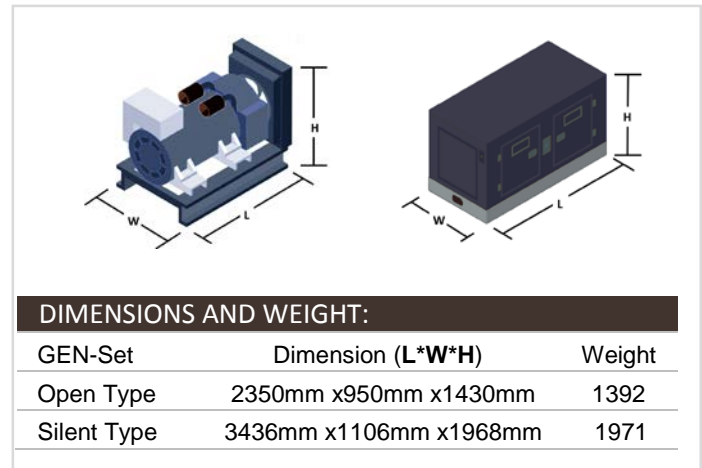 H
W
L
H
W
L
DIMENSIONS AND WEIGHT:
GEN-Set Dimension (L*W*H) Weight
Open Type 2350mm x950mm x1430mm 1392
Silent Type 3436mm x1106mm x1968mm 1971